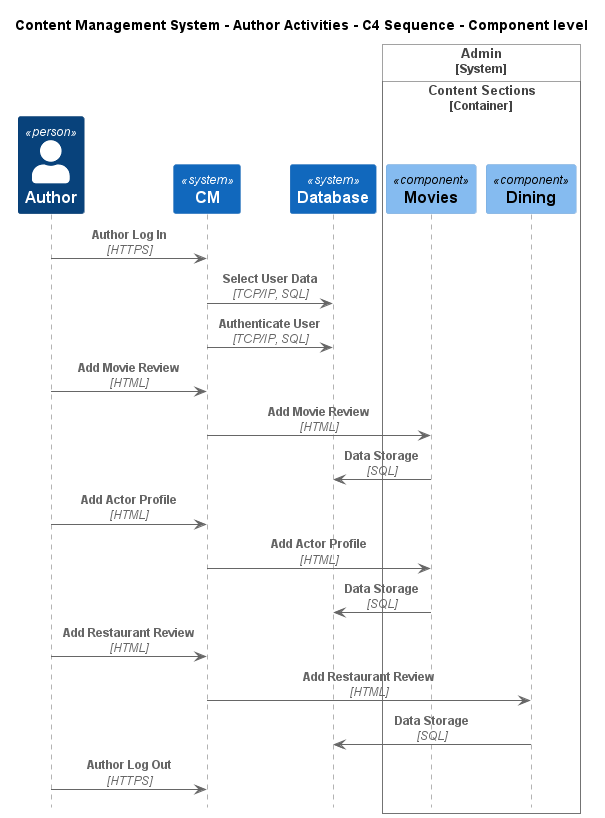 Content Management System - Author Activities - C4 Sequence - Component level
Admin
[System]
Content Sections
[Container]
«person»
Author
«system»
CM
«system»
Database
«component»
Movies
«component»
Dining
Author Log In
[HTTPS]
Select User Data
[TCP/IP, SQL]
Authenticate User
[TCP/IP, SQL]
Add Movie Review
[HTML]
Add Movie Review
[HTML]
Data Storage
[SQL]
Add Actor Profile
[HTML]
Add Actor Profile
[HTML]
Data Storage
[SQL]
Add Restaurant Review
[HTML]
Add Restaurant Review
[HTML]
Data Storage
[SQL]
Author Log Out
[HTTPS]